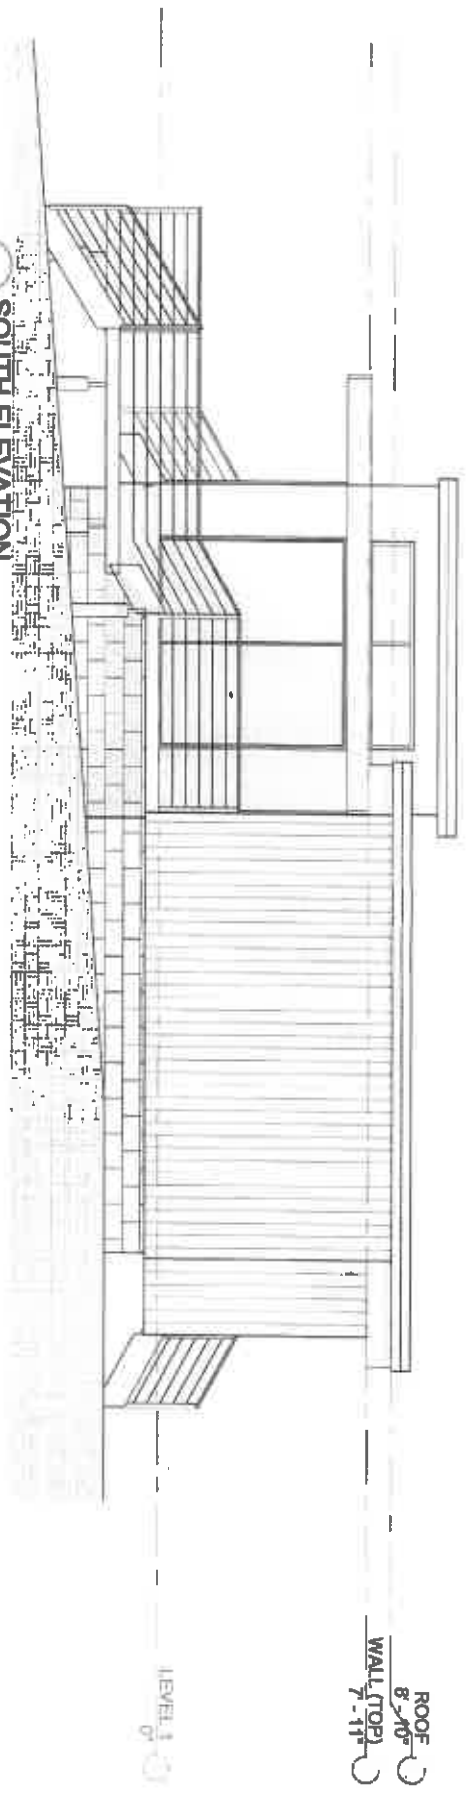 ROOF
8' - 10"
WALL (TOP)
7' - 11"
LEVEL 1
0"
SOUTH ELEVATION